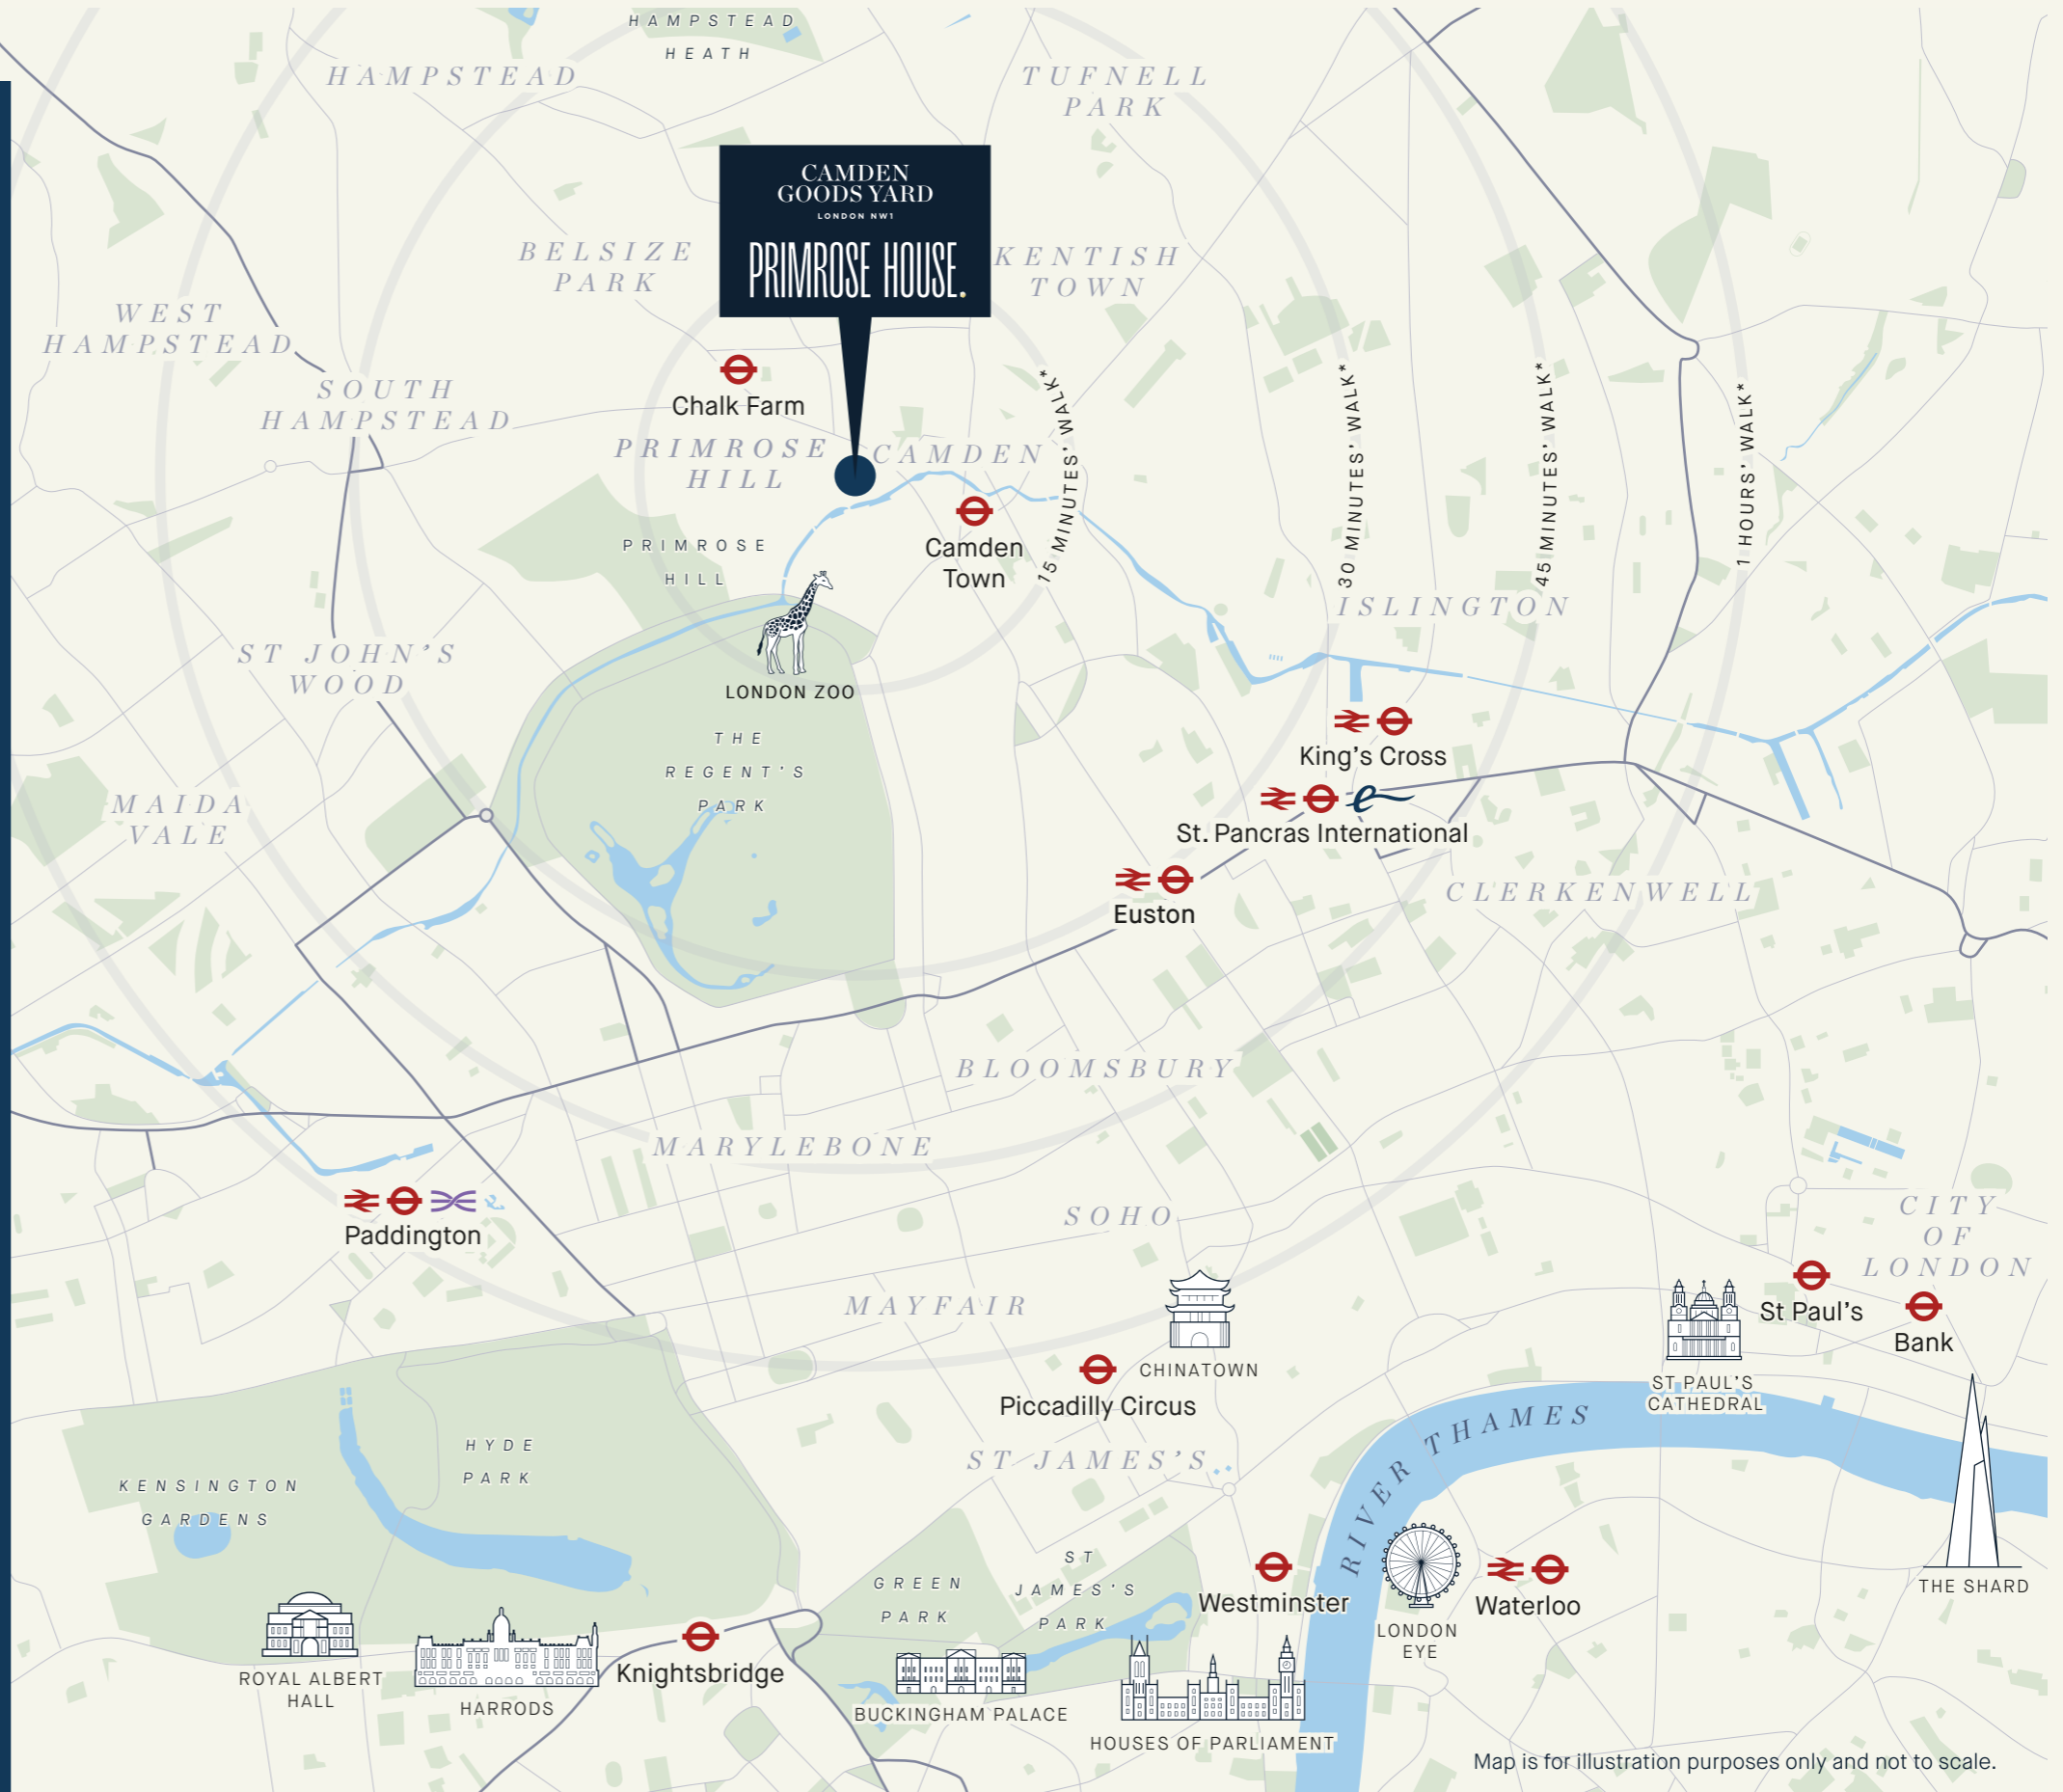 HAMPSTEAD
HEATH
HAMPSTEAD
TUFNELL
PARK
CAMDEN
GOODS YARD
LONDON NW1
PRIMROSE HOUSE.
BELSIZE
PARK
KENTISH
TOWN
WEST
HAMPSTEAD
SOUTH
HAMPSTEAD
Chalk Farm
PRIMROSE
HILL
CAMDEN
15 MINUTES' WALK*
30 MINUTES' WALK*
45 MINUTES' WALK*
1 HOURS' WALK*
PRIMROSE
HILL
Camden
Town
ISLINGTON
ST JOHN'S
WOOD
LONDON ZOO
THE
REGENT'S
PARK
King's Cross
St. Pancras International
MAIDA
VALE
Euston
CLERKENWELL
BLOOMSBURY
MARYLEBONE
Paddington
SOHO
CITY
OF
LONDON
MAYFAIR
CHINATOWN
St Paul's
Bank
Piccadilly Circus
ST PAUL'S
CATHEDRAL
RIVER THAMES
HYDE
PARK
KENSINGTON
GARDENS
ST JAMES'S
GREEN
PARK
ST
JAMES'S
PARK
Westminster
LONDON
EYE
Waterloo
THE SHARD
ROYAL ALBERT
HALL
HARRODS
Knightsbridge
BUCKINGHAM PALACE
HOUSES OF PARLIAMENT
Map is for illustration purposes only and not to scale.